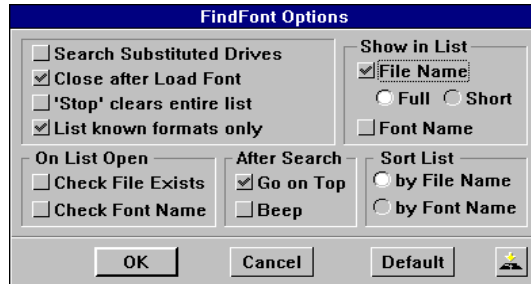 FindFont Options
Search Substituted Drives
Close after Load Font
'Stop' clears entire list
List known formats only
Show in List
File Name
Full Short
Font Name
On List Open
Check File Exists
Check Font Name
After Search
Go on Top
Beep
Sort List
by File Name
by Font Name
OK Cancel Default